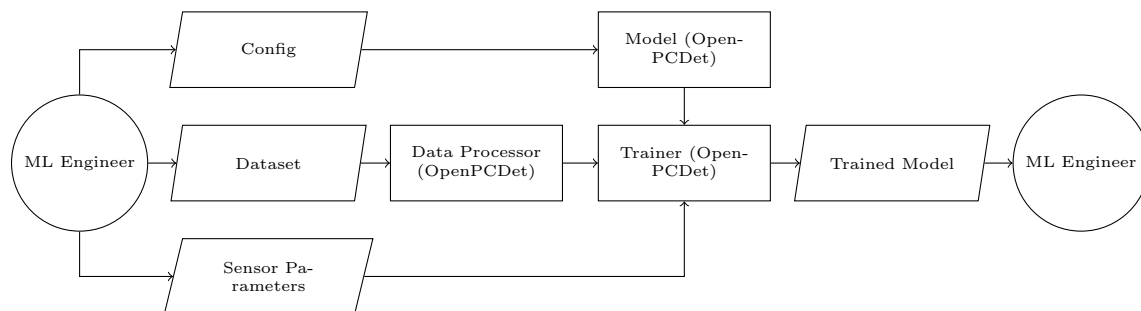 Config
Model (Open-
PCDet)
ML Engineer
Dataset
Data Processor
(OpenPCDet)
Trainer (Open-
PCDet)
Trained Model
ML Engineer
Sensor Pa-
rameters